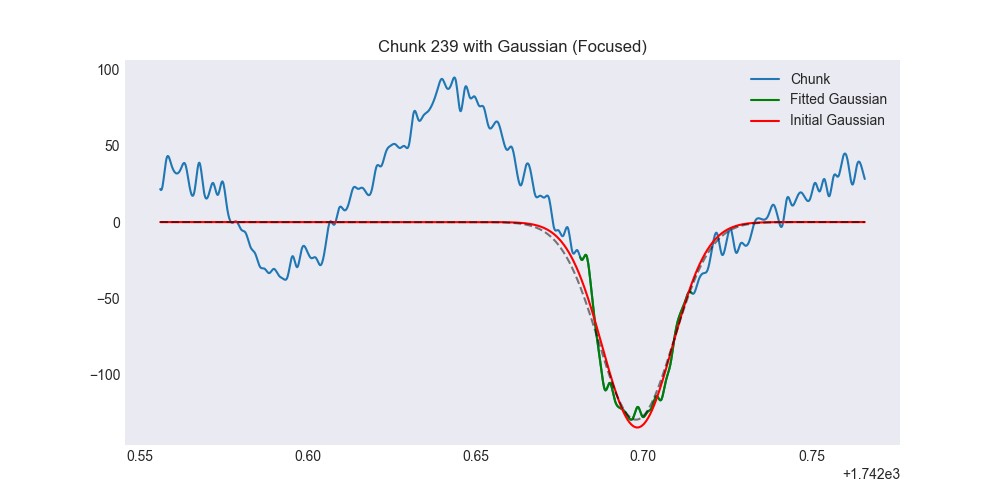 Chunk 239 with Gaussian (Focused)
100
50
0
−50
−100
Chunk
Fitted Gaussian
Initial Gaussian
0.55 0.60 0.65 0.70 0.75
+1.742e3